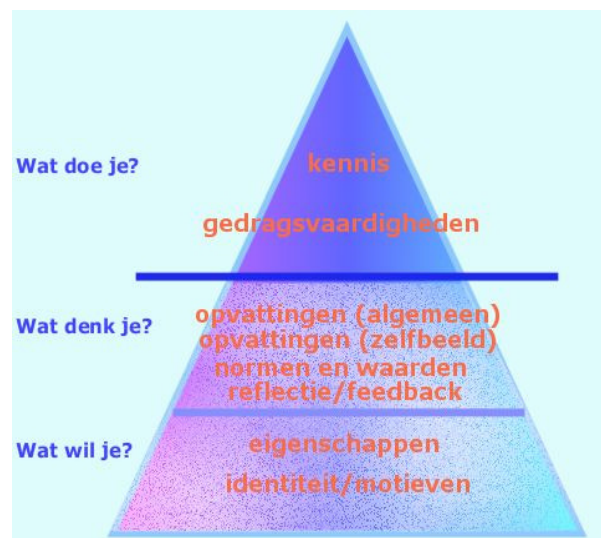 Wat doe je?
kennis
gedragsvaardigheden
Wat denk je?
opvattingen (algemeen)
opvattingen (zelfbeeld)
normen en waarden
reflectie/feedback
Wat wil je?
eigenschappen
identiteit/motieven